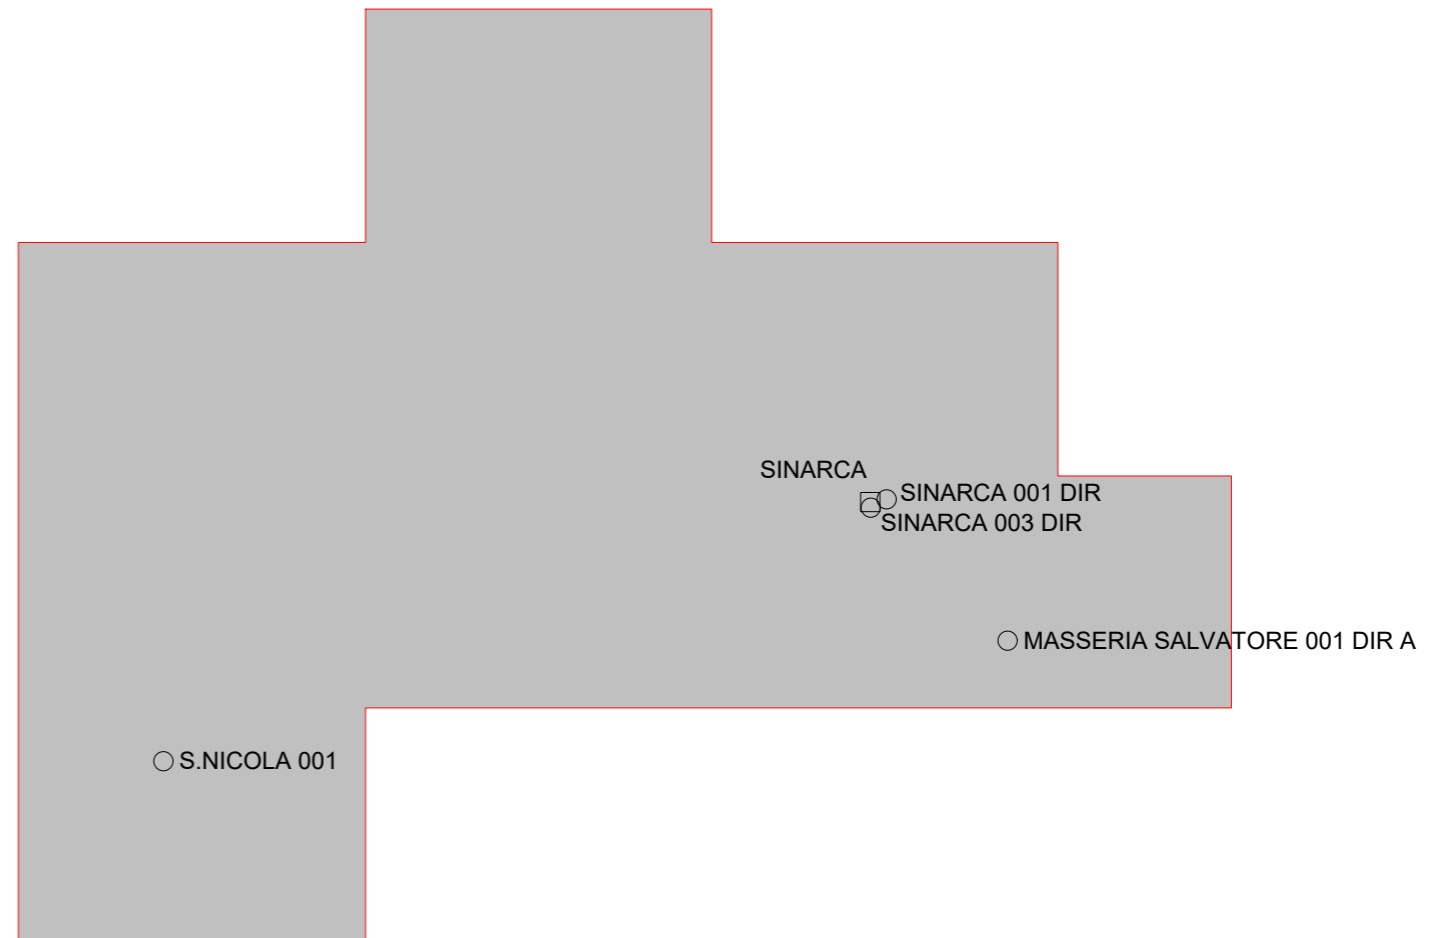 SINARCA
SINARCA 001 DIR
SINARCA 003 DIR
MASSERIA SALVATORE 001 DIR A
S.NICOLA 001